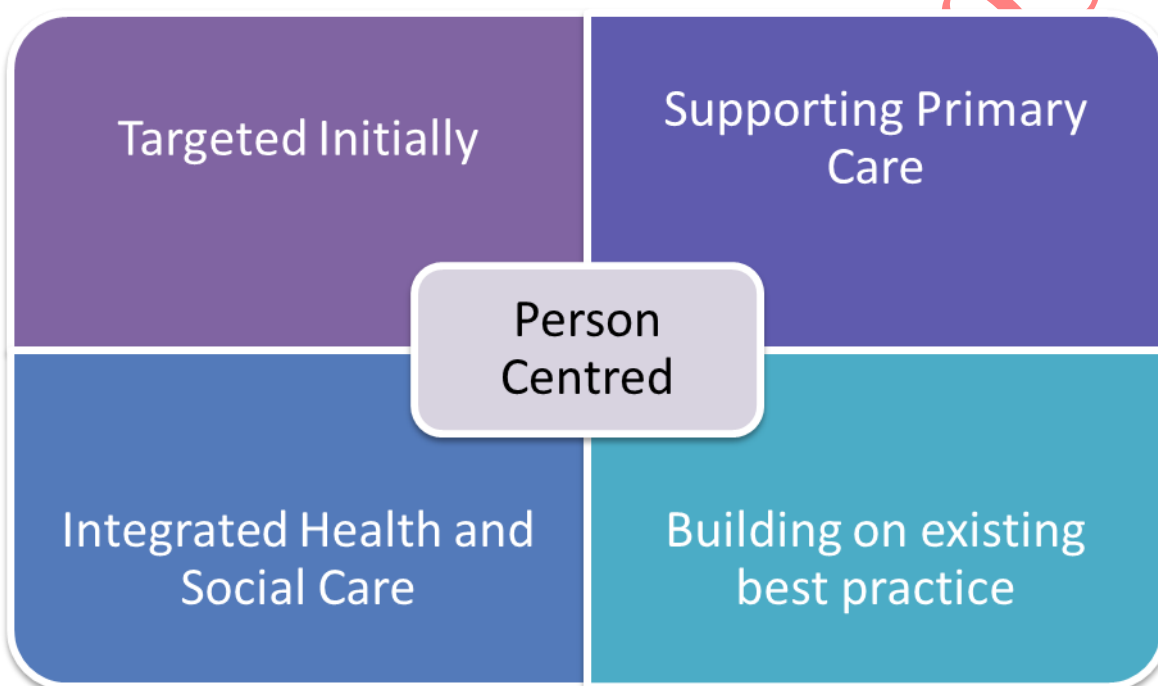 Targeted Initially
Supporting Primary
Care
Person
Centred
Integrated Health and
Social Care
Building on existing
best practice